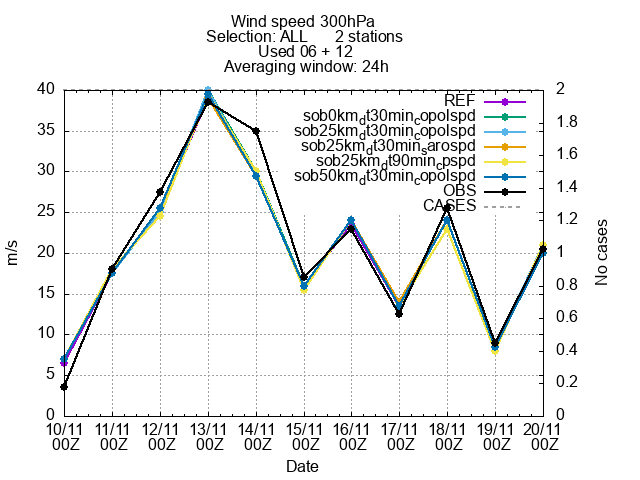 Wind speed 300hPa
Selection: ALL 2 stations
Used 06 + 12
Averaging window: 24h
REF
sob0km_dt30min_copolspd
sob25km_dt30min_copolspd
sob25km_dt30min_sarospd
sob25km_dt90min_cpspd
sob50km_dt30min_copolspd
OBS
CASES
40
35
30
25
20
15
10
5
0
m/s
2
1.8
1.6
1.4
1.2
1
0.8
0.6
0.4
0.2
0
No cases
10/11 11/11 12/11 13/11 14/11 15/11 16/11 17/11 18/11 19/11 20/11
00Z 00Z 00Z 00Z 00Z 00Z 00Z 00Z 00Z 00Z 00Z
Date